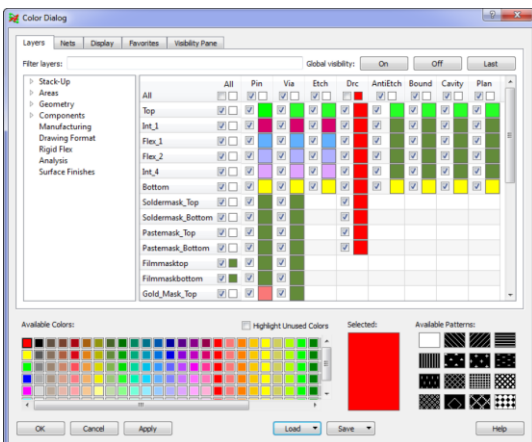 Color Dialog
Layers Nets Display Favorites Visibility Pane
Filter layers: Global visibility: On Off Last
Stack-Up
Areas
Geometry
Components
Manufacturing
Drawing Format
Rigid Flex
Analysis
Surface Finishes
All Pin Via Etch Drc AntiEtch Bound Cavity Plan
All
Top
Int_1
Flex_1
Flex_2
Int_4
Bottom
Soldermask_Top
Soldermask_Bottom
Pastemask_Top
Pastemask_Bottom
Filmmasktop
Filmmaskbottom
Gold_Mask_Top
Available Colors: Highlight Unused Colors Selected: Available Patterns:
OK Cancel Apply Load Save Help